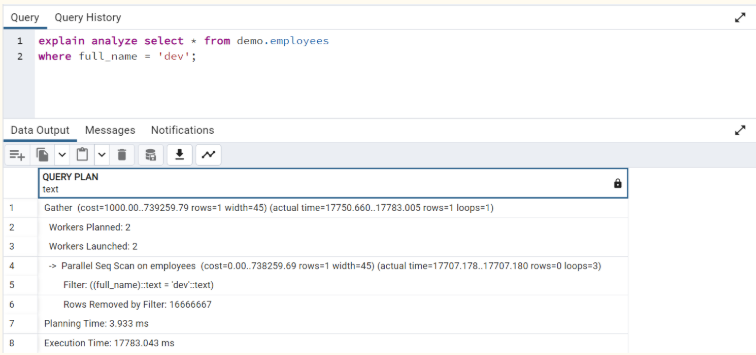 Query Query History
1 explain analyze select * from demo.employees
2 where full_name = 'dev';
Data Output Messages Notifications
QUERY PLAN
text
1 Gather (cost=1000.00..739259.79 rows=1 width=45) (actual time=17750.660..17783.005 rows=1 loops=1)
2 Workers Planned: 2
3 Workers Launched: 2
4 -> Parallel Seq Scan on employees (cost=0.00..738259.69 rows=1 width=45) (actual time=17707.178..17707.180 rows=0 loops=3)
5 Filter: ((full_name)::text = 'dev'::text)
6 Rows Removed by Filter: 16666667
7 Planning Time: 3.933 ms
8 Execution Time: 17783.043 ms